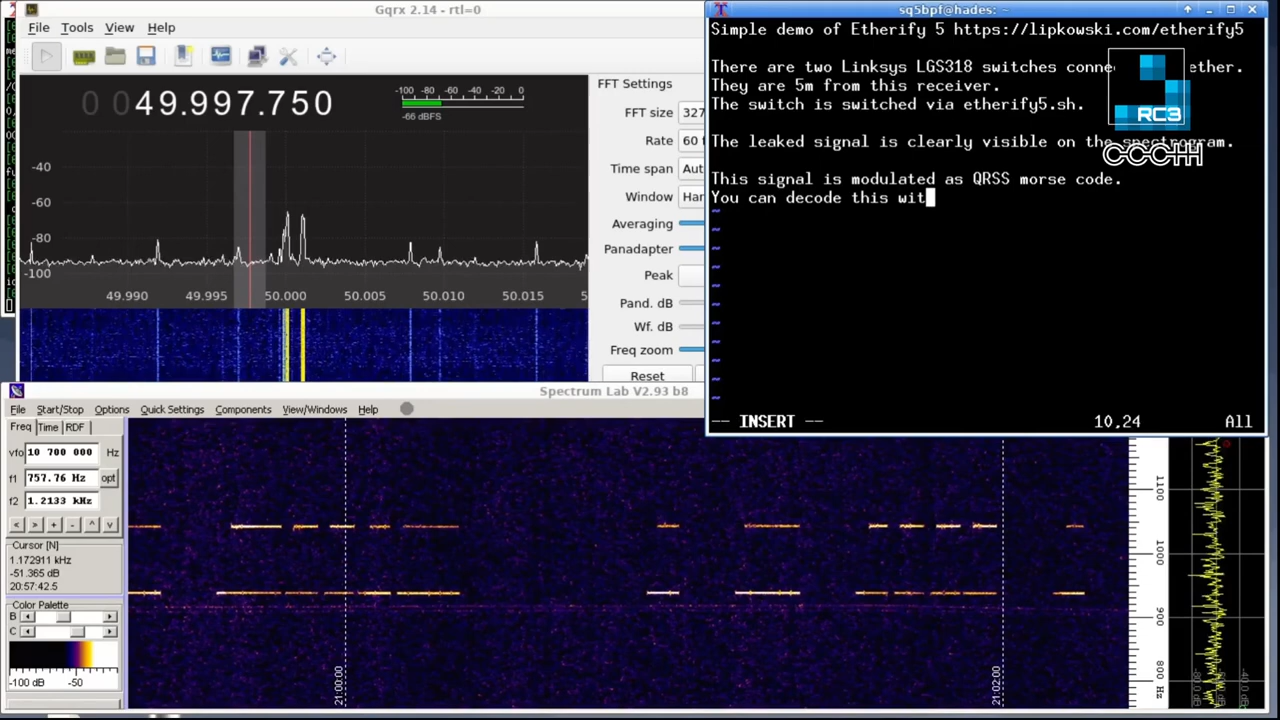 Gqrx 2.14 - rtl=0
File Tools View Help
0 049.997.750
-100 -80 -60 -40 -20 0
-66 dBFS
-40
-60
-80
-100
49.990 49.995 50.000 50.005 50.010 50.015
FFT Settings
FFT size 327
Rate 60 f
Time span Aut
Window Har
Averaging
Panadapter
Peak
Pand. dB
Wf. dB
Freq zoom
Reset
sq5bpf@hades: ~
Simple demo of Etherify 5 https://lipkowski.com/etherify5
There are two Linksys LGS318 switches conne ether.
They are 5m from this receiver.
The switch is switched via etherify5.sh.
The leaked signal is clearly visible on the spectrogram.
This signal is modulated as QRSS morse code.
You can decode this wit
~
~
~
~
~
~
~
~
~
~
~
-- INSERT -- 10,24 All
RC3
CCCHH
Spectrum Lab V2.93 b8
File Start/Stop Options Quick Settings Components View/Windows Help
Freq Time RDF
vfo 10 700 000 Hz
f1 757.76 Hz opt
f2 1.2133 kHz
< > + - ^ v
Cursor [N]
1.172911 kHz
-51.365 dB
20:57:42.5
Color Palette
B
C
-100 dB -50
21:00:00
21:02:00
1100
1000
900
800 Hz